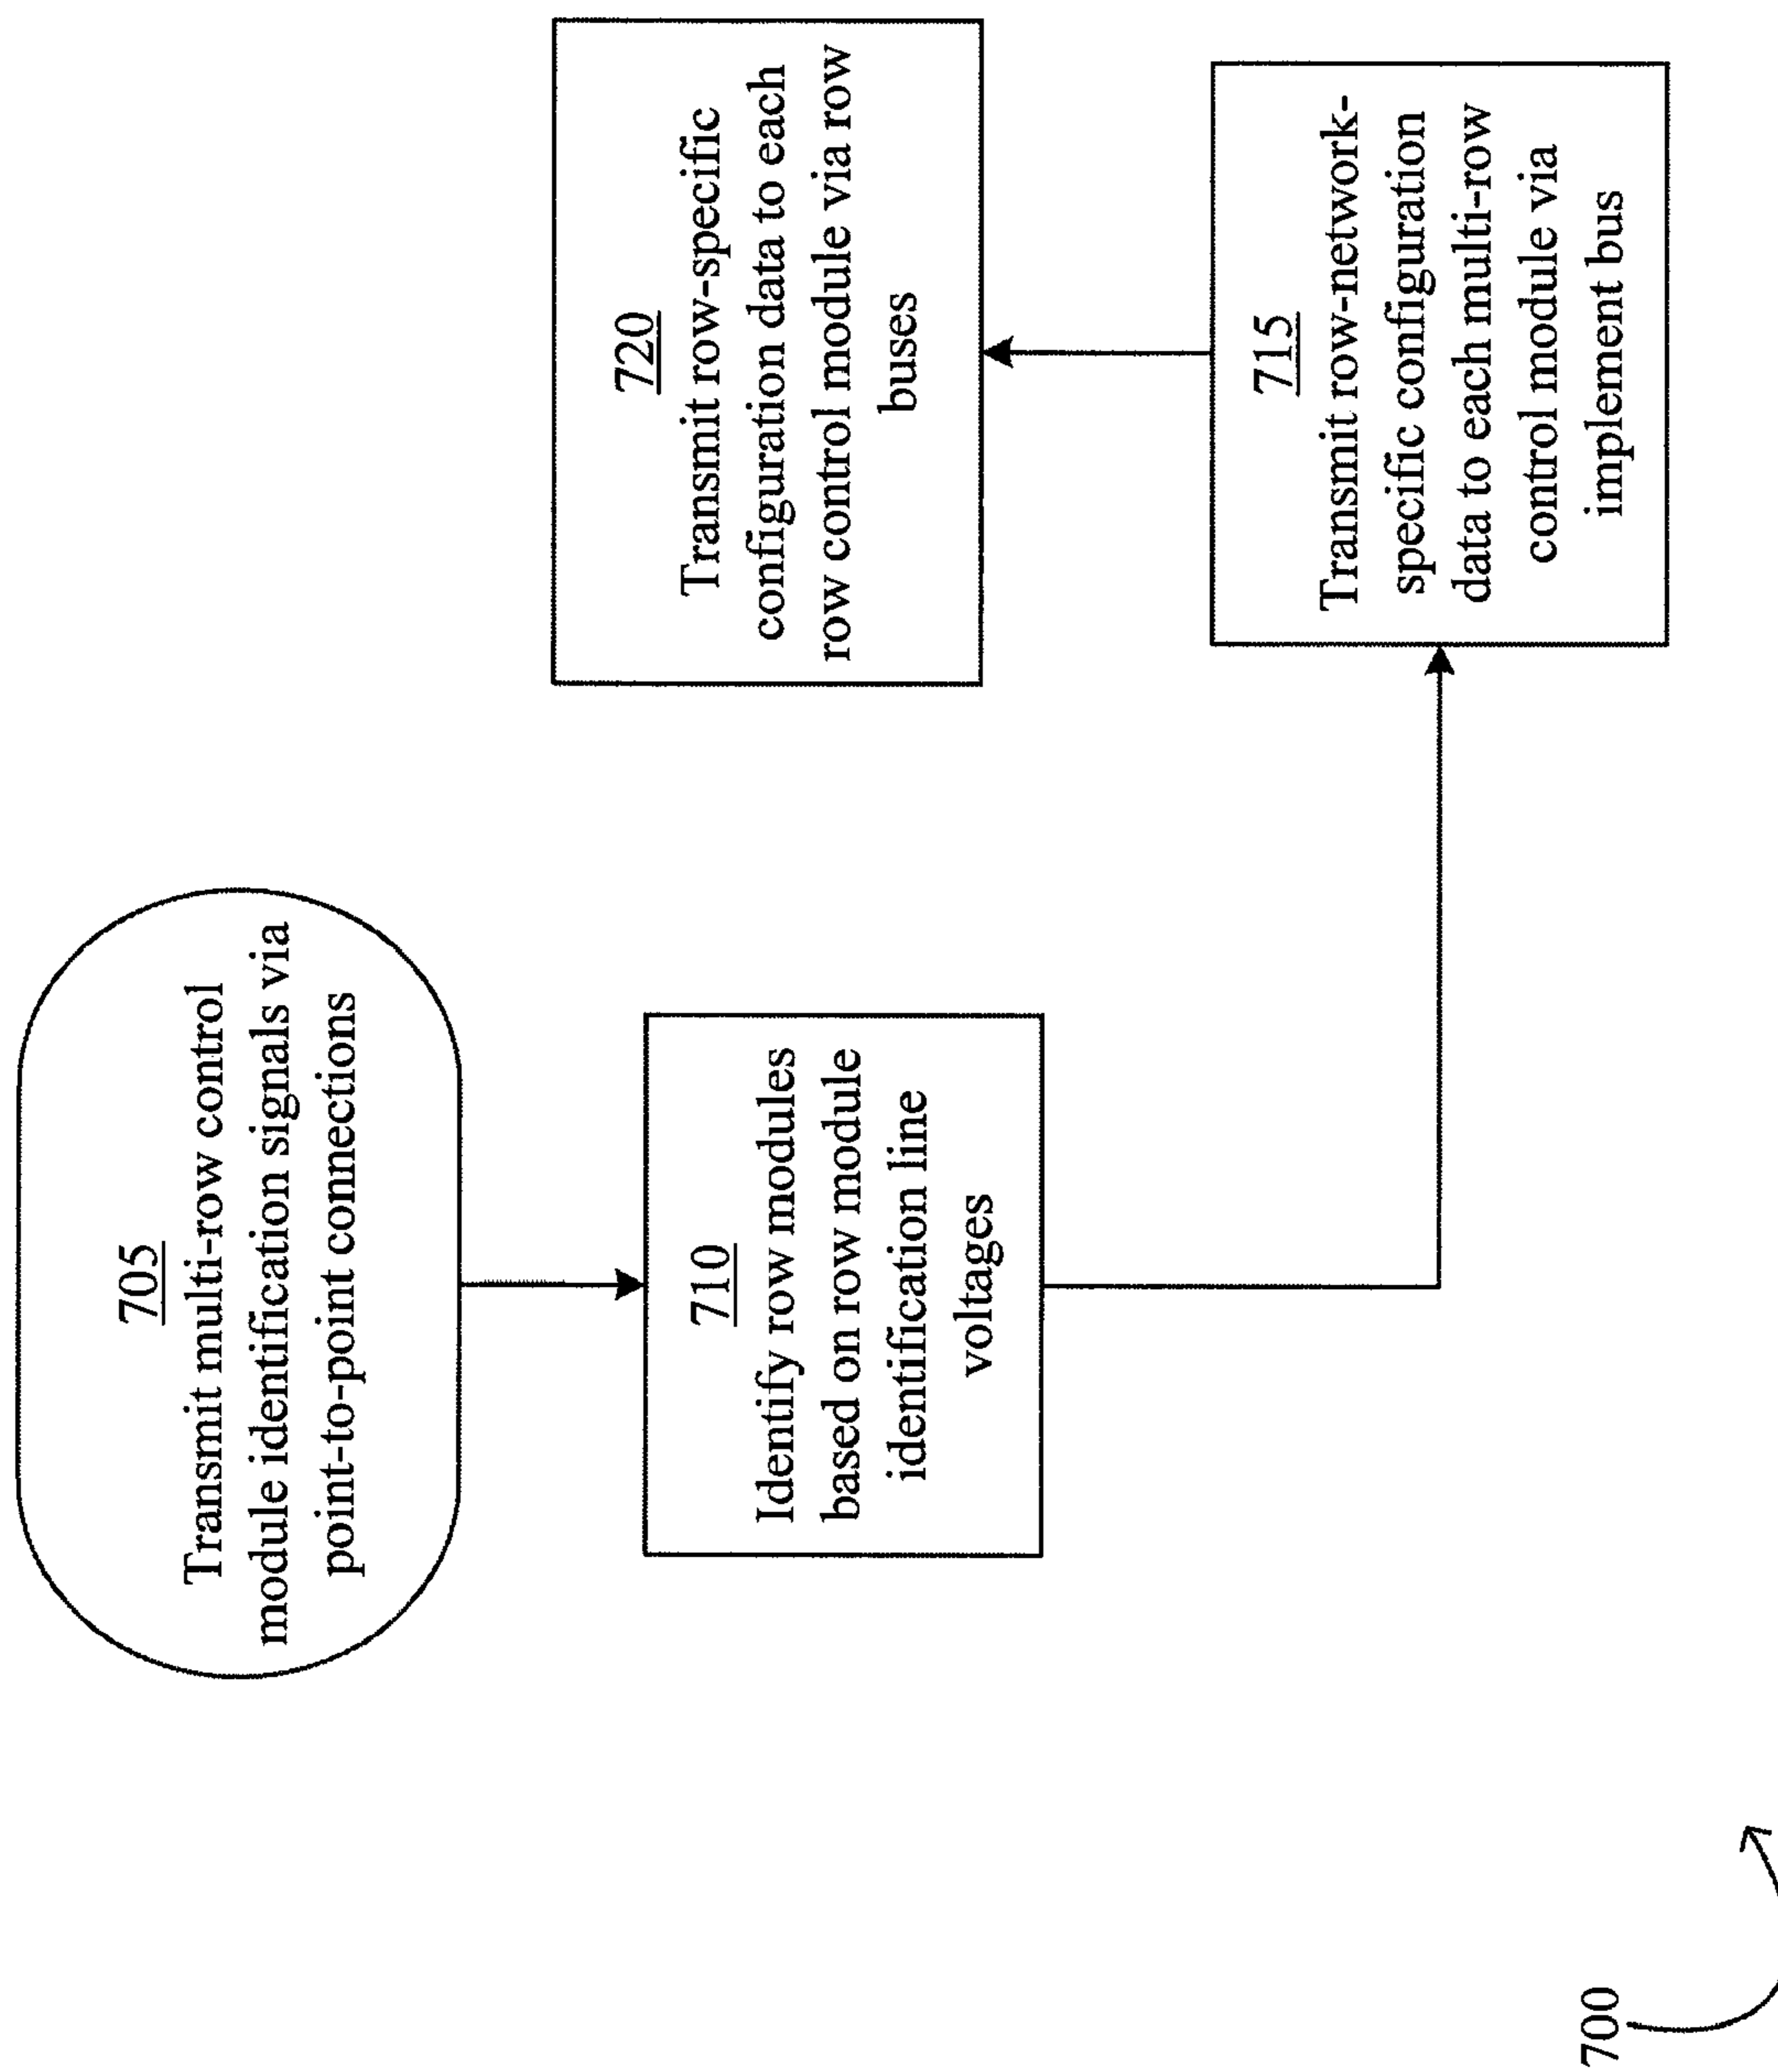 705
Transmit multi-row control
module identification signals via
point-to-point connections
710
Identify row modules
based on row module
identification line
voltages
715
Transmit row-network-
specific configuration
data to each multi-row
control module via
implement bus
720
Transmit row-specific
configuration data to each
row control module via row
buses
700